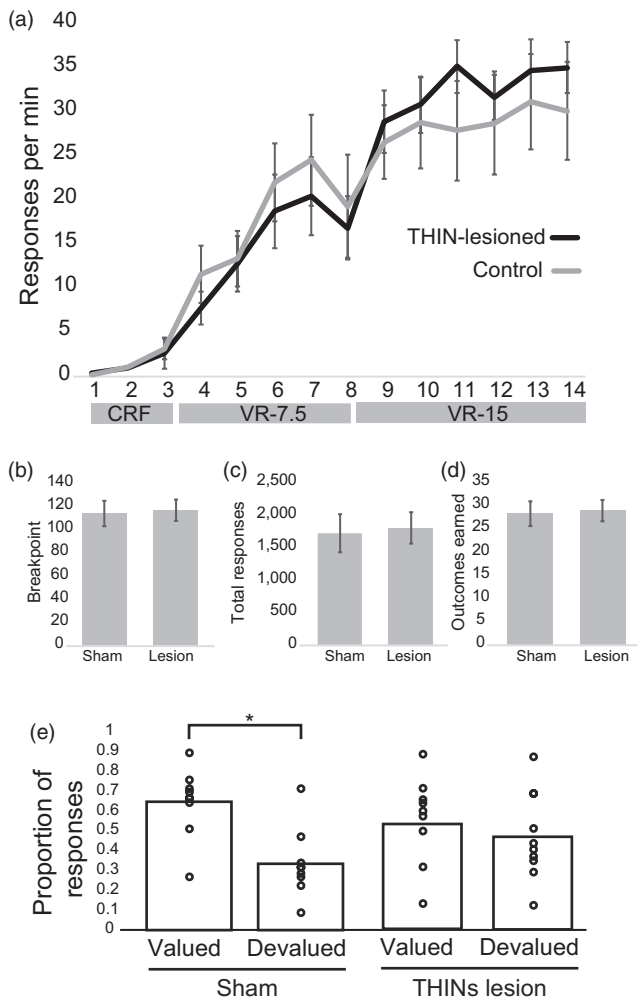 (a)
Responses per min
40
35
30
25
20
15
10
5
0
THIN-lesioned
Control
1 2 3 4 5 6 7 8 9 10 11 12 13 14
CRF VR-7.5 VR-15
(b)
Breakpoint
140
120
100
80
60
40
20
0
Sham Lesion
(c)
Total responses
2,500
2,000
1,500
1,000
500
0
Sham Lesion
(d)
Outcomes earned
35
30
25
20
15
10
5
0
Sham Lesion
(e)
Proportion of
responses
1
0.9
0.8
0.7
0.6
0.5
0.4
0.3
0.2
0.1
0
*
Valued Devalued Valued Devalued
Sham THINs lesion